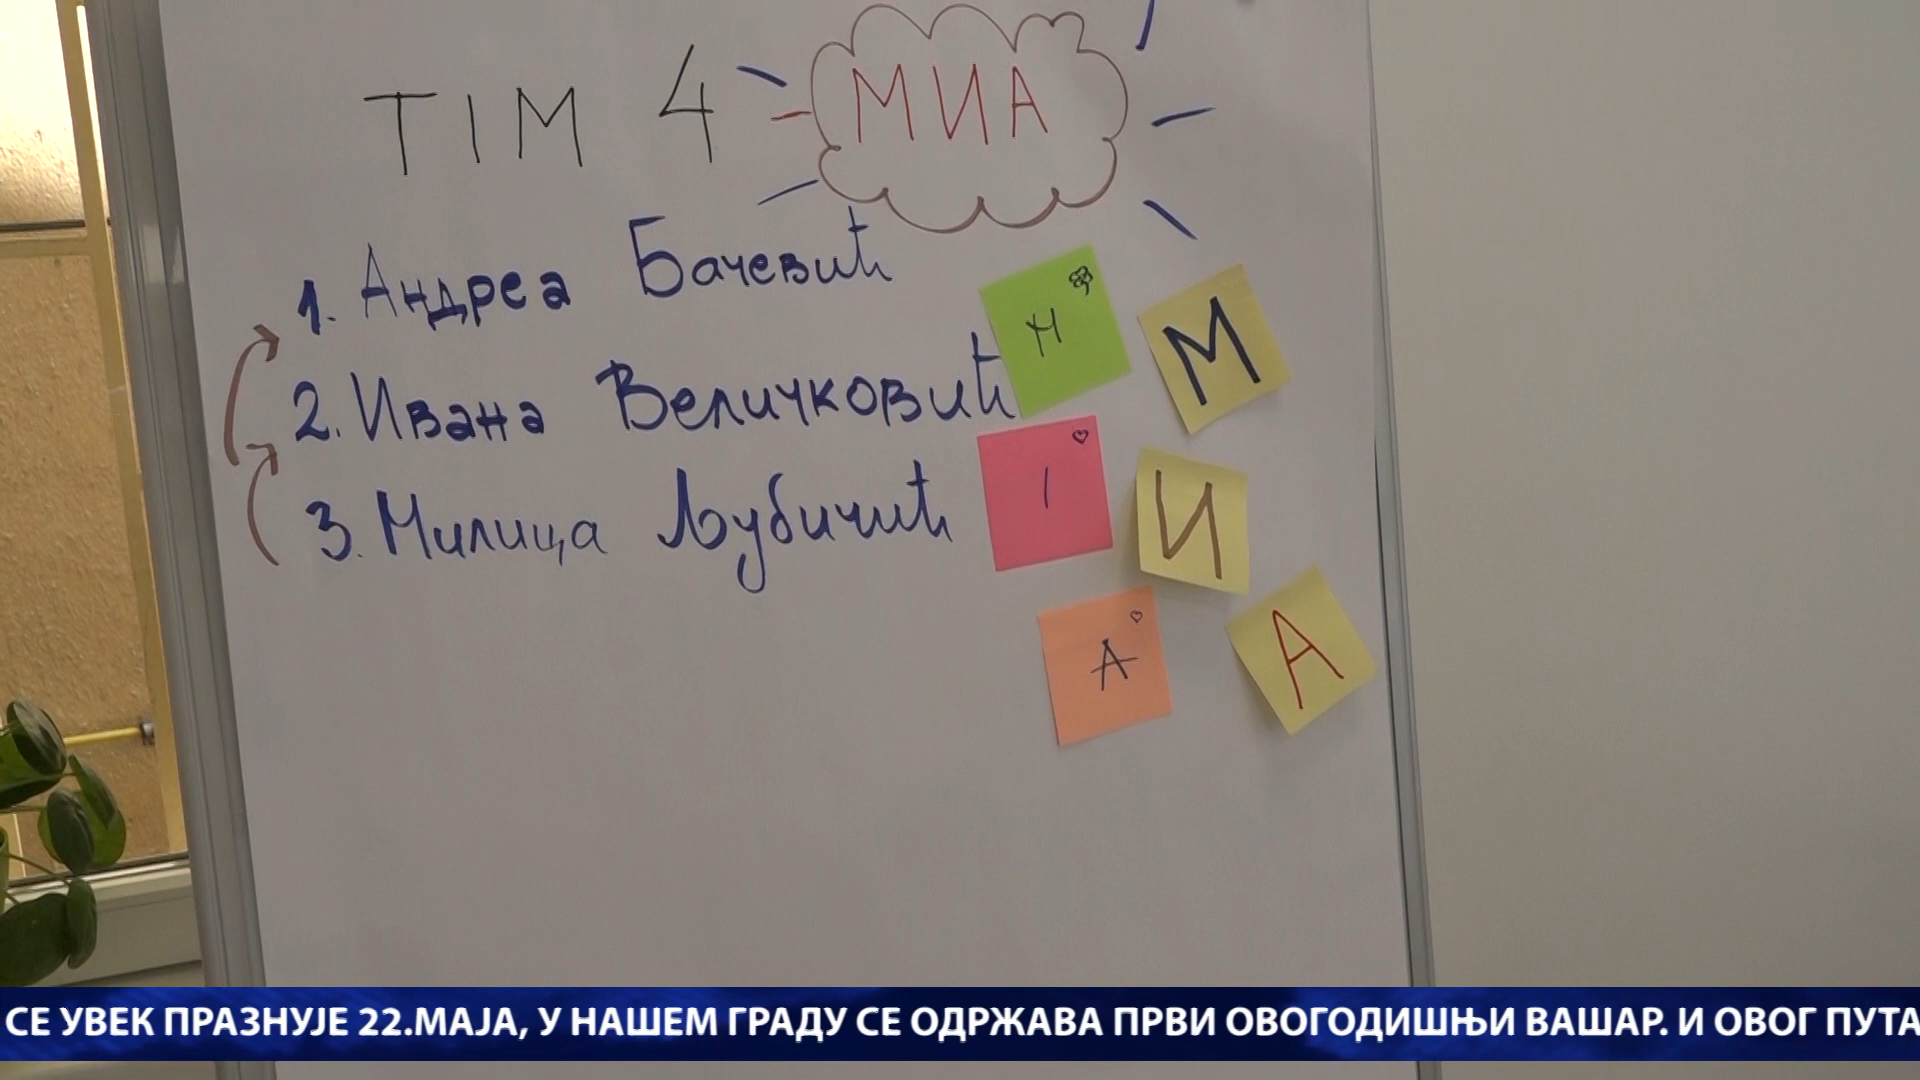 TIM 4 МИА
1. Андреа Бачевић
2. Ивана Величковић
3. Милица Љубичић
М
М
I
И
А
А
СЕ УВЕК ПРАЗНУЈЕ 22.МАЈА, У НАШЕМ ГРАДУ СЕ ОДРЖАВА ПРВИ ОВОГОДИШЊИ ВАШАР. И ОВОГ ПУТА